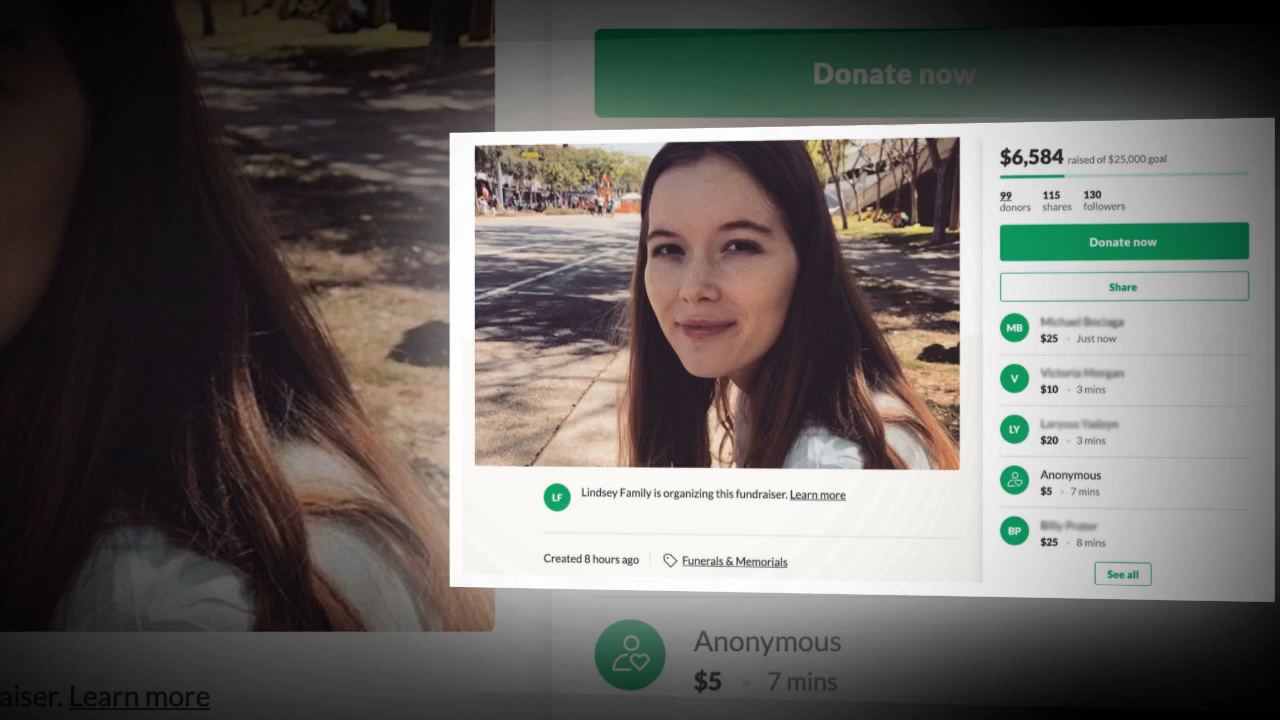 Donate now
$6,584 raised of $25,000 goal
99 115 130
donors shares followers
Donate now
Share
MB
$25 • Just now
V
$10 • 3 mins
LY
$20 • 3 mins
Anonymous
$5 • 7 mins
BP
$25 • 8 mins
See all
LF Lindsey Family is organizing this fundraiser. Learn more
Created 8 hours ago Funerals & Memorials
Anonymous
$5 • 7 mins
aiser. Learn more